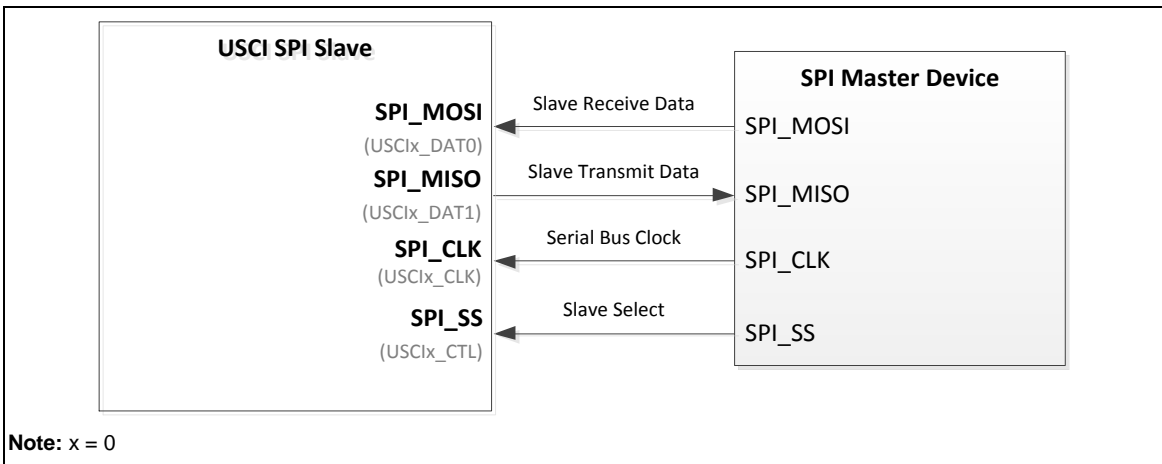 USCI SPI Slave
SPI Master Device
SPI_MOSI
(USCIx_DAT0)
Slave Receive Data
SPI_MOSI
SPI_MISO
(USCIx_DAT1)
Slave Transmit Data
SPI_MISO
SPI_CLK
(USCIx_CLK)
Serial Bus Clock
SPI_CLK
SPI_SS
(USCIx_CTL)
Slave Select
SPI_SS
Note: x = 0